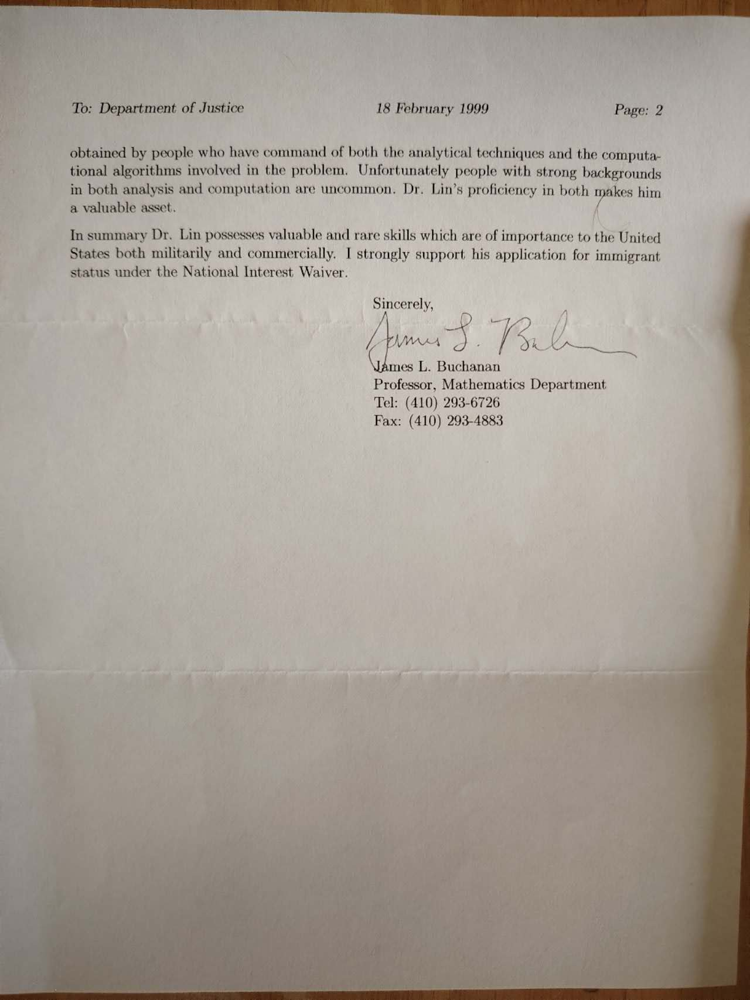 To: Department of Justice 18 February 1999 Page: 2
obtained by people who have command of both the analytical techniques and the computa-
tional algorithms involved in the problem. Unfortunately people with strong backgrounds
in both analysis and computation are uncommon. Dr. Lin's proficiency in both makes him
a valuable asset.
In summary Dr. Lin possesses valuable and rare skills which are of importance to the United
States both militarily and commercially. I strongly support his application for immigrant
status under the National Interest Waiver.
Sincerely,
James L. Buchanan
James L. Buchanan
Professor, Mathematics Department
Tel: (410) 293-6726
Fax: (410) 293-4883